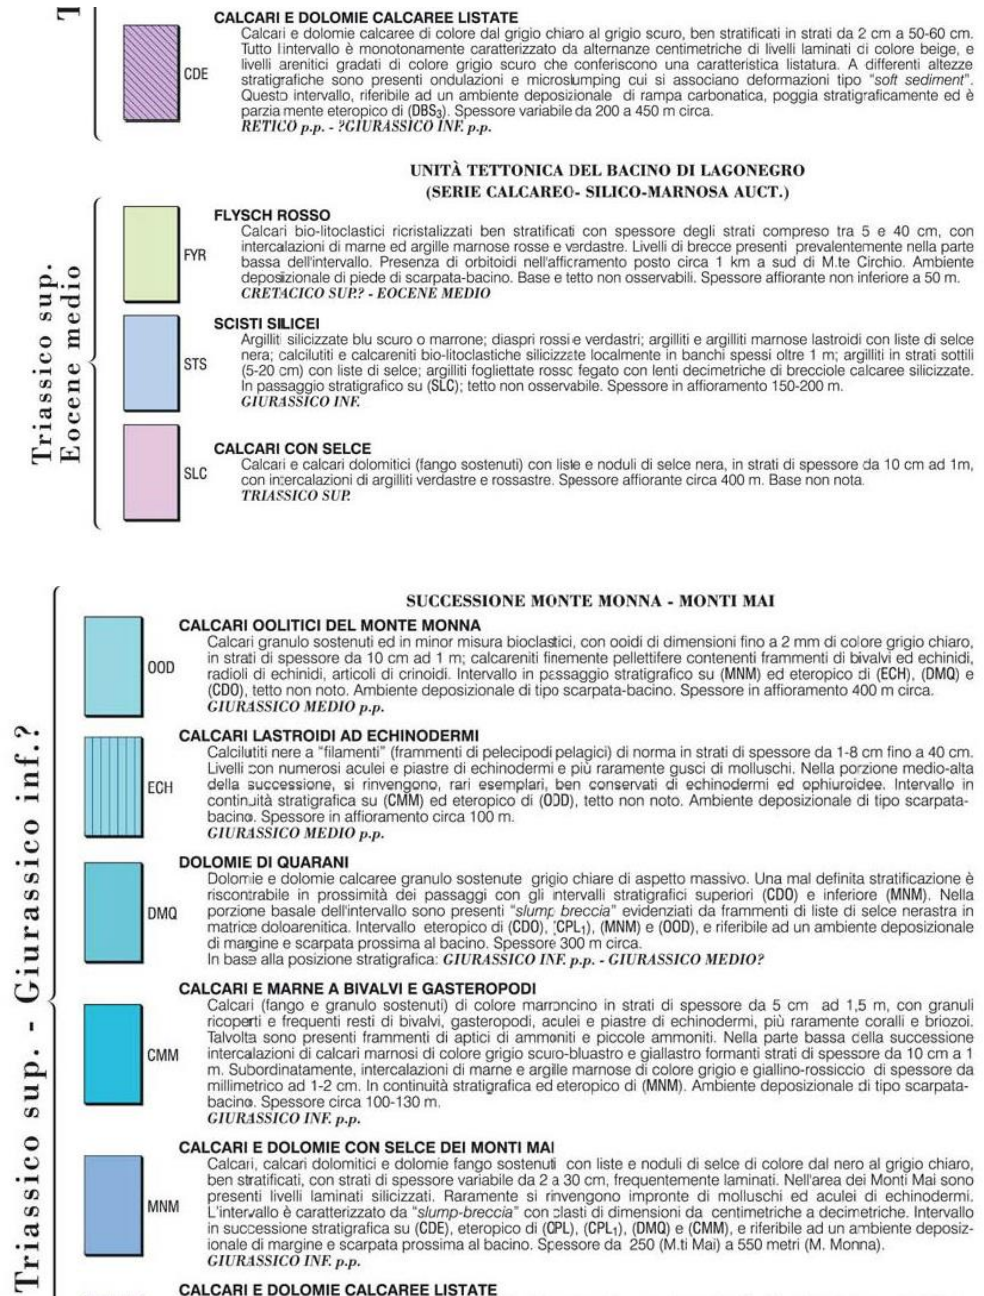 CALCARI E DOLOMIE CALCAREE LISTATE
Calcari e dolomie calcaree di colore dal grigio chiaro al grigio scuro, ben stratificati in strati da 2 cm a 50-60 cm.
Tutto l'intervallo è monotonamente caratterizzato da alternanze centimetriche di livelli laminati di colore beige, e
livelli arenitici gradati di colore grigio scuro che conferiscono una caratteristica listatura. A differenti altezze
stratigrafiche sono presenti ondulazioni e microslumping cui si associano deformazioni tipo "soft sediment".
CDE
Questo intervallo, riferibile ad un ambiente deposizionale di rampa carbonatica, poggia stratigraficamente ed è
parzialmente eteropico di (DBS3). Spessore variabile da 200 a 450 m circa.
RETICO p.p. - ?GIURASSICO INF. p.p.
UNITÀ TETTONICA DEL BACINO DI LAGONEGRO
(SERIE CALCAREO- SILICO-MARNOSA AUCT.)
Triassico sup.
Eocene medio
FLYSCH ROSSO
Calcari bio-litoclastici ricristalizzati ben stratificati con spessore degli strati compreso tra 5 e 40 cm, con
intercalazioni di marne ed argille marnose rosse e verdastre. Livelli di brecce presenti prevalentemente nella parte
FYR
bassa dell'intervallo. Presenza di orbitoidi nell'affioramento posto circa 1 km a sud di M.te Circhio. Ambiente
deposizionale di piede di scarpata-bacino. Base e tetto non osservabili. Spessore affiorante non inferiore a 50 m.
CRETACICO SUP.? - EOCENE MEDIO
SCISTI SILICEI
Argilliti silicizzate blu scuro o marrone; diaspri rossi e verdastri; argilliti e argilliti marnose lastroidi con liste di selce
nera; calcilutiti e calcareniti bio-litoclastiche silicizzate localmente in banchi spessi oltre 1 m; argilliti in strati sottili
STS
(5-20 cm) con liste di selce; argilliti fogliettate rosso fegato con lenti decimetriche di brecciole calcaree silicizzate.
In passaggio stratigrafico su (SLC); tetto non osservabile. Spessore in affioramento 150-200 m.
GIURASSICO INF.
CALCARI CON SELCE
Calcari e calcari dolomitici (fango sostenuti) con liste e noduli di selce nera, in strati di spessore da 10 cm ad 1m,
SLC
con intercalazioni di argilliti verdastre e rossastre. Spessore affiorante circa 400 m. Base non nota.
TRIASSICO SUP.
Triassico sup. - Giurassico inf.?
SUCCESSIONE MONTE MONNA - MONTI MAI
CALCARI OOLITICI DEL MONTE MONNA
Calcari granulo sostenuti ed in minor misura bioclastici, con ooidi di dimensioni fino a 2 mm di colore grigio chiaro,
in strati di spessore da 10 cm ad 1 m; calcareniti finemente pellettifere contenenti frammenti di bivalvi ed echinidi,
OOD
radioli di echinidi, articoli di crinoidi. Intervallo in passaggio stratigrafico su (MNM) ed eteropico di (ECH), (DMQ) e
(CDO), tetto non noto. Ambiente deposizionale di tipo scarpata-bacino. Spessore in affioramento 400 m circa.
GIURASSICO MEDIO p.p.
CALCARI LASTROIDI AD ECHINODERMI
Calcilutiti nere a "filamenti" (frammenti di pelecipodi pelagici) di norma in strati di spessore da 1-8 cm fino a 40 cm.
Livelli con numerosi aculei e piastre di echinodermi e più raramente gusci di molluschi. Nella porzione medio-alta
ECH
della successione, si rinvengono, rari esemplari, ben conservati di echinodermi ed ophiuroidee. Intervallo in
continuità stratigrafica su (CMM) ed eteropico di (OOD), tetto non noto. Ambiente deposizionale di tipo scarpata-
bacino. Spessore in affioramento circa 100 m.
GIURASSICO MEDIO p.p.
DOLOMIE DI QUARANI
Dolomie e dolomie calcaree granulo sostenute grigio chiare di aspetto massivo. Una mal definita stratificazione è
riscontrabile in prossimità dei passaggi con gli intervalli stratigrafici superiori (CDO) e inferiore (MNM). Nella
DMQ
porzione basale dell'intervallo sono presenti "slump breccia" evidenziati da frammenti di liste di selce nerastra in
matrice doloarenitica. Intervallo eteropico di (CDO), (CPL1), (MNM) e (OOD), e riferibile ad un ambiente deposizionale
di margine e scarpata prossima al bacino. Spessore 300 m circa.
In base alla posizione stratigrafica: GIURASSICO INF. p.p. - GIURASSICO MEDIO?
CALCARI E MARNE A BIVALVI E GASTEROPODI
Calcari (fango e granulo sostenuti) di colore marroncino in strati di spessore da 5 cm ad 1,5 m, con granuli
ricoperti e frequenti resti di bivalvi, gasteropodi, aculei e piastre di echinodermi, più raramente coralli e briozoi.
Talvolta sono presenti frammenti di aptici di ammoniti e piccole ammoniti. Nella parte bassa della successione
CMM
intercalazioni di calcari marnosi di colore grigio scuro-bluastro e giallastro formanti strati di spessore da 10 cm a 1
m. Subordinatamente, intercalazioni di marne e argille marnose di colore grigio e giallino-rossiccio di spessore da
millimetrico ad 1-2 cm. In continuità stratigrafica ed eteropico di (MNM). Ambiente deposizionale di tipo scarpata-
bacino. Spessore circa 100-130 m.
GIURASSICO INF. p.p.
CALCARI E DOLOMIE CON SELCE DEI MONTI MAI
Calcari, calcari dolomitici e dolomie fango sostenuti con liste e noduli di selce di colore dal nero al grigio chiaro,
ben stratificati, con strati di spessore variabile da 2 a 30 cm, frequentemente laminati. Nell'area dei Monti Mai sono
presenti livelli laminati silicizzati. Raramente si rinvengono impronte di molluschi ed aculei di echinodermi.
MNM
L'intervallo è caratterizzato da "slump-breccia" con clasti di dimensioni da centimetriche a decimetriche. Intervallo
in successione stratigrafica su (CDE), eteropico di (OPL), (CPL1), (DMQ) e (CMM), e riferibile ad un ambiente deposiz-
ionale di margine e scarpata prossima al bacino. Spessore da 250 (M.ti Mai) a 550 metri (M. Monna).
GIURASSICO INF. p.p.
CALCARI E DOLOMIE CALCAREE LISTATE